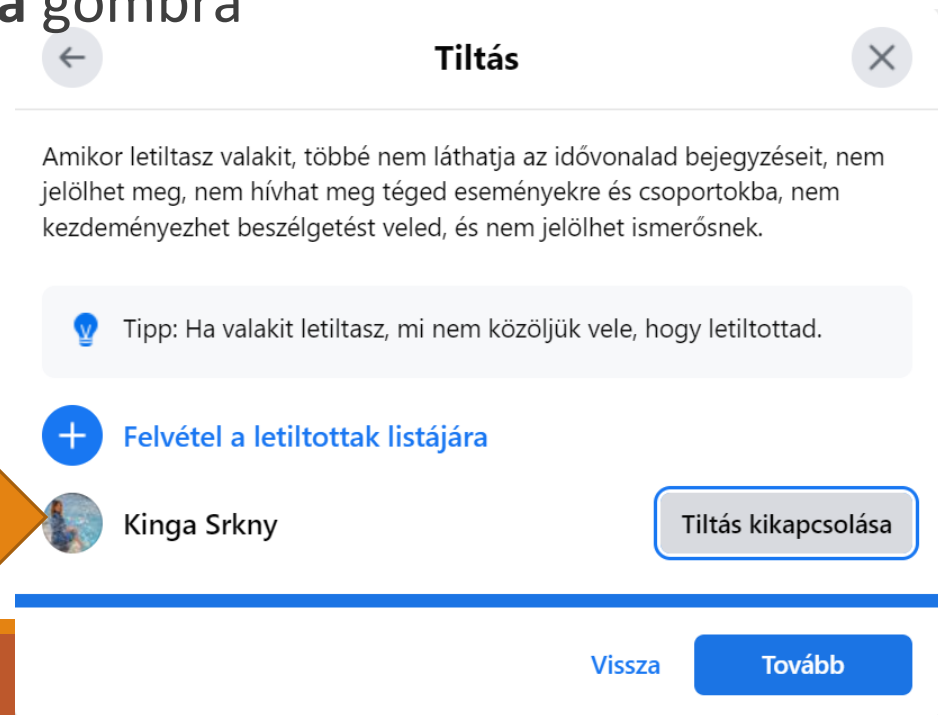 a gombra
Tiltás
Amikor letiltasz valakit, többé nem láthatja az idővonalad bejegyzéseit, nem
jelölhet meg, nem hívhat meg téged eseményekre és csoportokba, nem
kezdeményezhet beszélgetést veled, és nem jelölhet ismerősnek.
Tipp: Ha valakit letiltasz, mi nem közöljük vele, hogy letiltottad.
Felvétel a letiltottak listájára
Kinga Srkny
Tiltás kikapcsolása
Vissza
Tovább